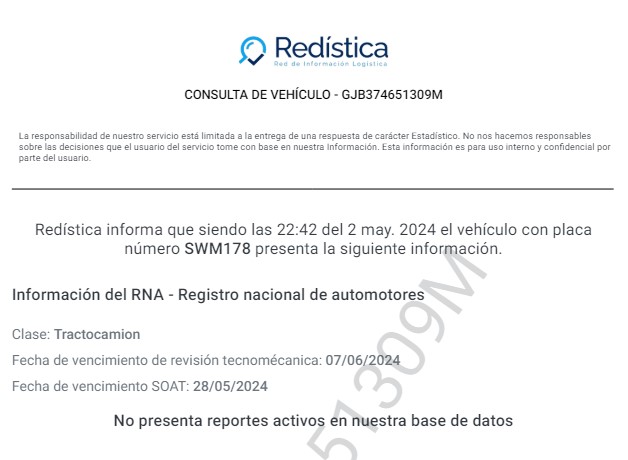 Redística
Red de Información Logística
CONSULTA DE VEHÍCULO - GJB374651309M
La responsabilidad de nuestro servicio está limitada a la entrega de una respuesta de carácter Estadístico. No nos hacemos responsables
sobre las decisiones que el usuario del servicio tome con base en nuestra Información. Esta información es para uso interno y confidencial por
parte del usuario.
Redística informa que siendo las 22:42 del 2 may. 2024 el vehículo con placa
número SWM178 presenta la siguiente información.
Información del RNA - Registro nacional de automotores
Clase: Tractocamion
Fecha de vencimiento de revisión tecnomécanica: 07/06/2024
Fecha de vencimiento SOAT: 28/05/2024
No presenta reportes activos en nuestra base de datos
51309M